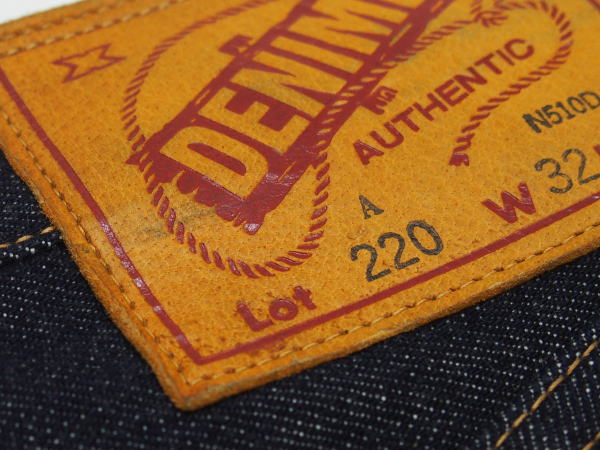 DENIME
AUTHENTIC
N510D
A
Lot 220 W 32